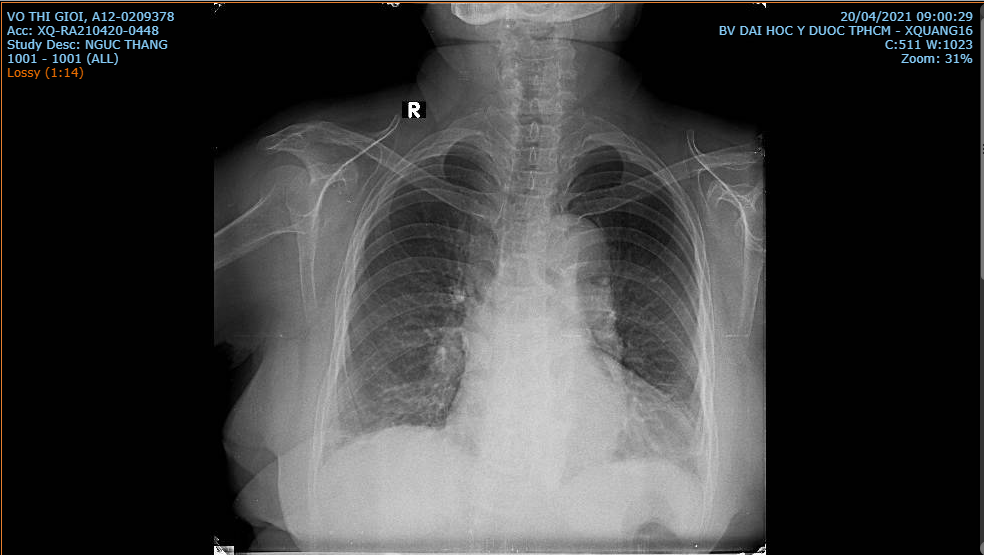 VO THI GIOI, A12-0209378
Acc: XQ-RA210420-0448
Study Desc: NGUC THANG
1001 - 1001 (ALL)
Lossy (1:14)
20/04/2021 09:00:29
BV DAI HOC Y DUOC TPHCM - XQUANG16
C:511 W:1023
Zoom: 31%
R